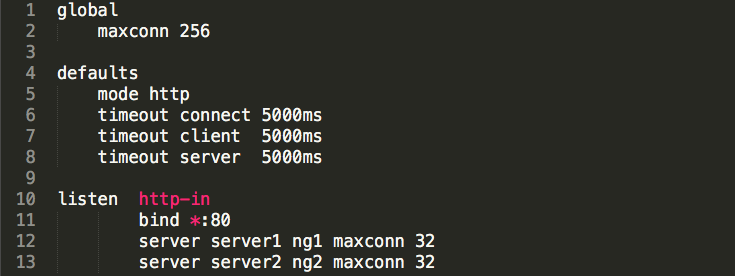 1 global
2     maxconn 256
3
4 defaults
5     mode http
6     timeout connect 5000ms
7     timeout client  5000ms
8     timeout server  5000ms
9
10 listen  http-in
11         bind *:80
12         server server1 ng1 maxconn 32
13         server server2 ng2 maxconn 32